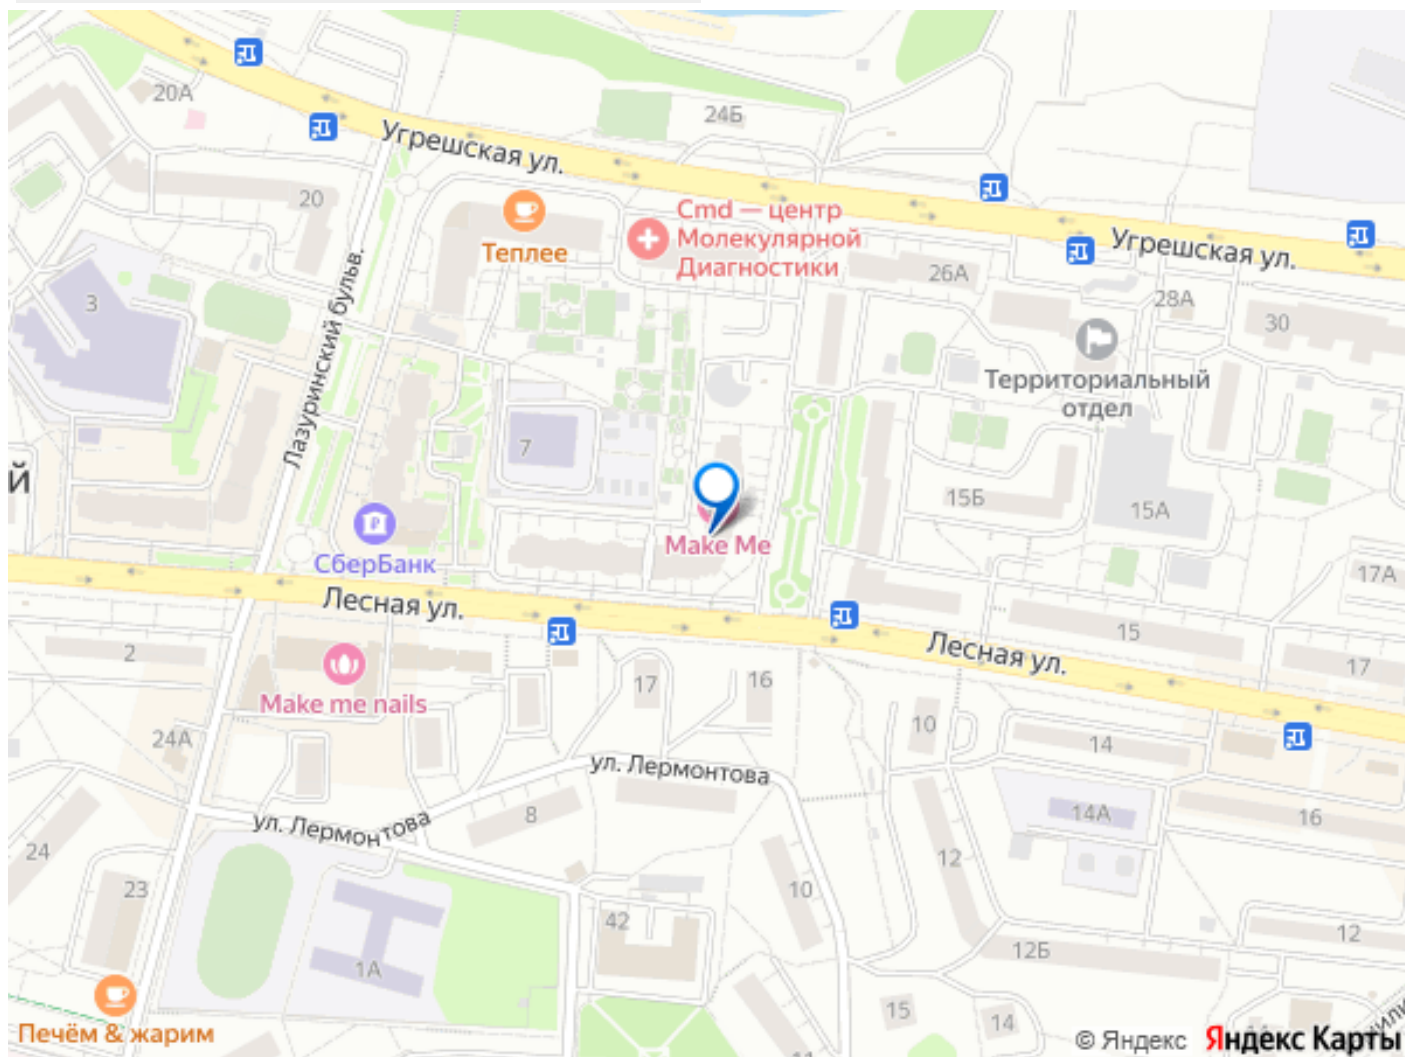 20А
24Б
Угрешская ул.
20
Cmd — центр
Молекулярной
Диагностики
Теплее
Угрешская ул.
26А
28А
30
3
Лазуринский бульв.
Территориальный
отдел
7
й
15Б
15А
СберБанк
Make Me
17А
Лесная ул.
15
Лесная ул.
2
17
16
17
Make me nails
24А
10
14
ул. Лермонтова
ул. Лермонтова
8
14А
16
24
12
23
10
42
12
12Б
1А
15
14
Печём & жарим
© Яндекс Яндекс Карты